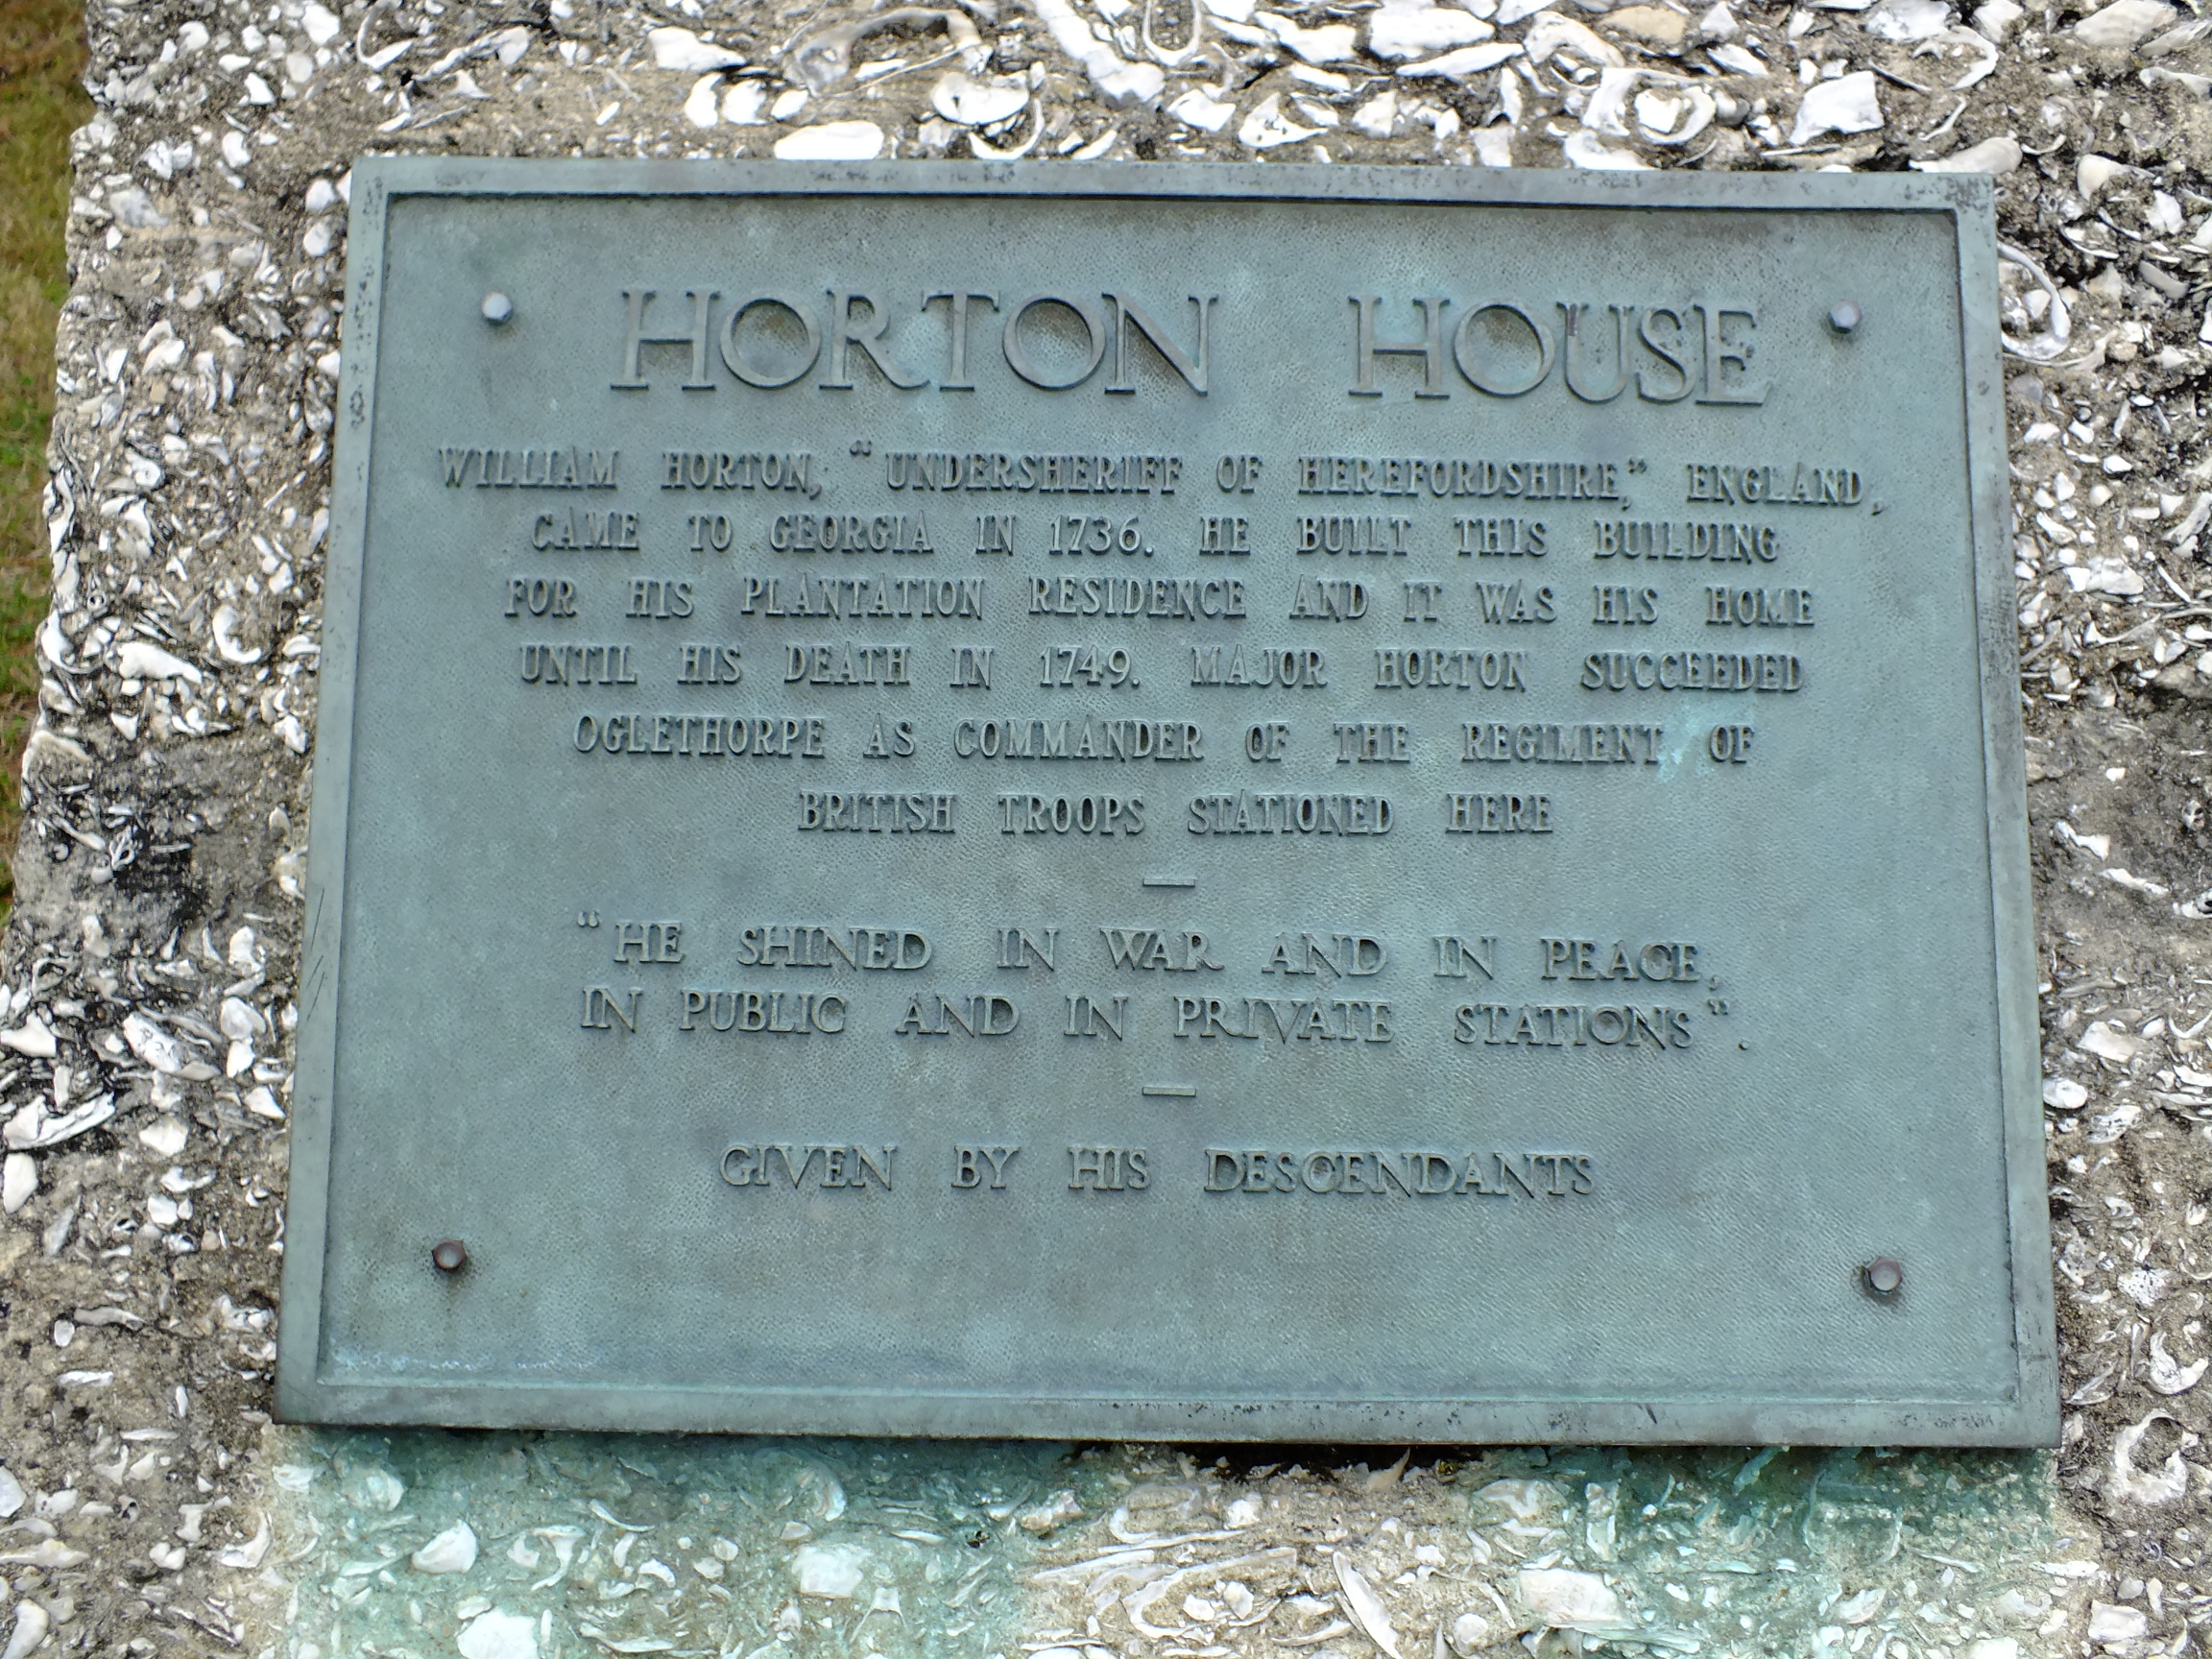 HORTON HOUSE
WILLIAM HORTON, "UNDERSHERIFF OF HEREFORDSHIRE," ENGLAND,
CAME TO GEORGIA IN 1736. HE BUILT THIS BUILDING
FOR HIS PLANTATION RESIDENCE AND IT WAS HIS HOME
UNTIL HIS DEATH IN 1749. MAJOR HORTON SUCCEEDED
OGLETHORPE AS COMMANDER OF THE REGIMENT OF
BRITISH TROOPS STATIONED HERE
—
"HE SHINED IN WAR AND IN PEACE,
IN PUBLIC AND IN PRIVATE STATIONS".
—
GIVEN BY HIS DESCENDANTS